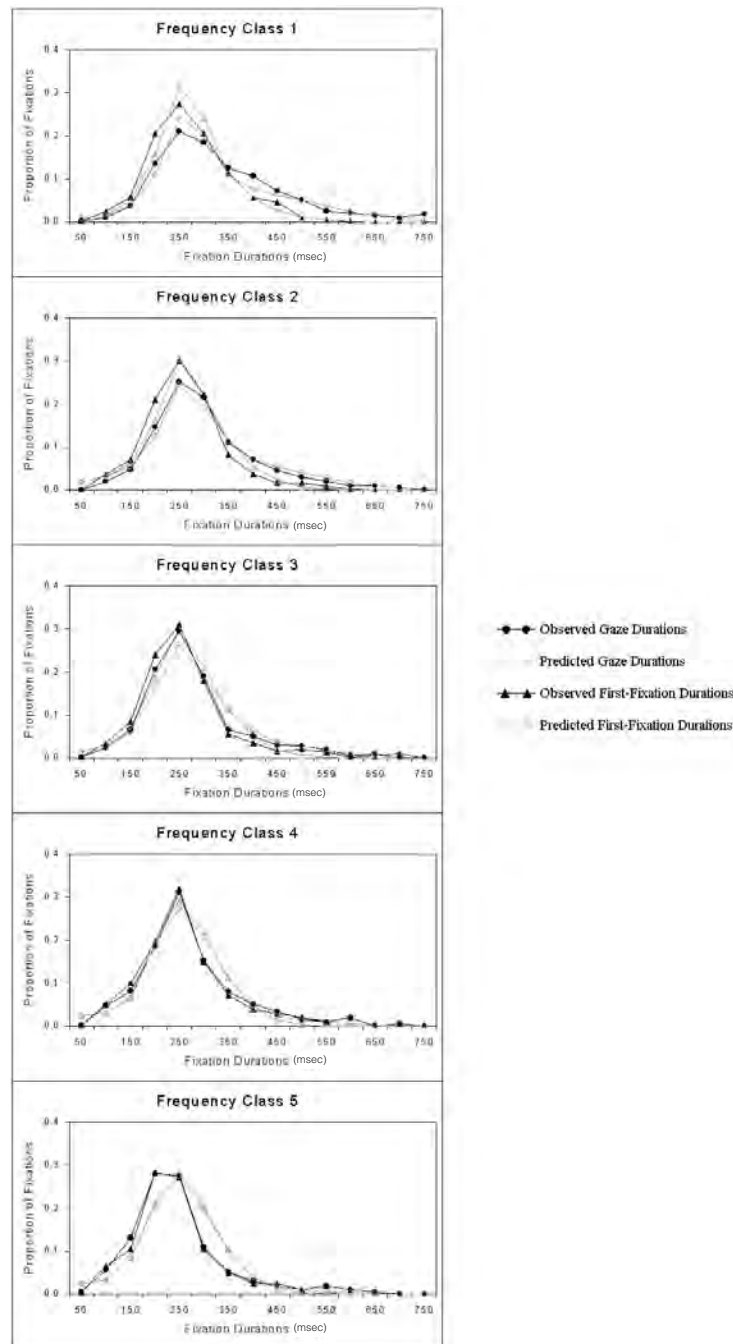 Frequency Class 1
Proportion of Fixations
0.4
0.3
0.2
0.1
0.0
50 150 250 350 450 550 650 750
Fixation Durations (msec)
Frequency Class 2
Proportion of Fixations
0.4
0.3
0.2
0.1
0.0
50 150 250 350 450 550 650 750
Fixation Durations (msec)
Frequency Class 3
Proportion of Fixations
0.4
0.3
0.2
0.1
0.0
50 150 250 350 450 550 650 750
Fixation Durations (msec)
Observed Gaze Durations
Predicted Gaze Durations
Observed First-Fixation Durations
Predicted First-Fixation Durations
Frequency Class 4
Proportion of Fixations
0.4
0.3
0.2
0.1
0.0
50 150 250 350 450 550 650 750
Fixation Durations (msec)
Frequency Class 5
Proportion of Fixations
0.4
0.3
0.2
0.1
0.0
50 150 250 350 450 550 650 750
Fixation Durations (msec)